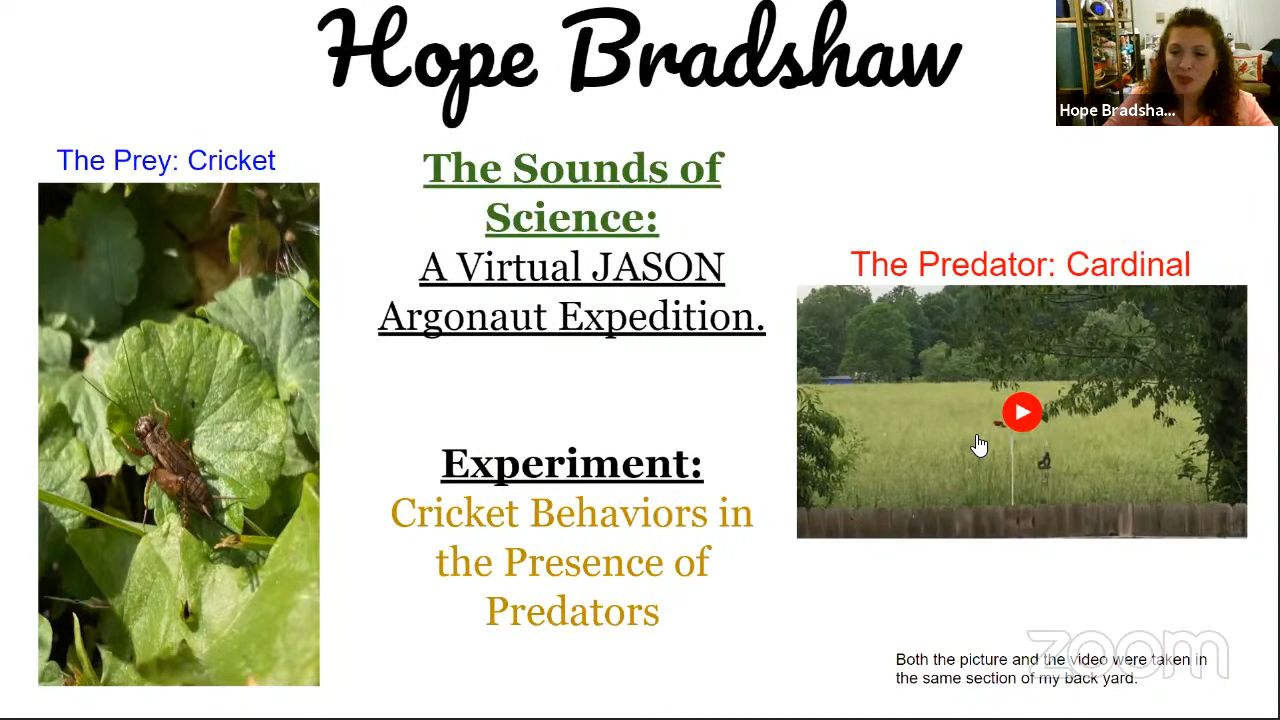 Hope Bradshaw
Hope Bradsha...
The Prey: Cricket
The Sounds of
Science:
A Virtual JASON
Argonaut Expedition.
The Predator: Cardinal
Experiment:
Cricket Behaviors in
the Presence of
Predators
Both the picture and the video were taken in
the same section of my back yard.
zoom